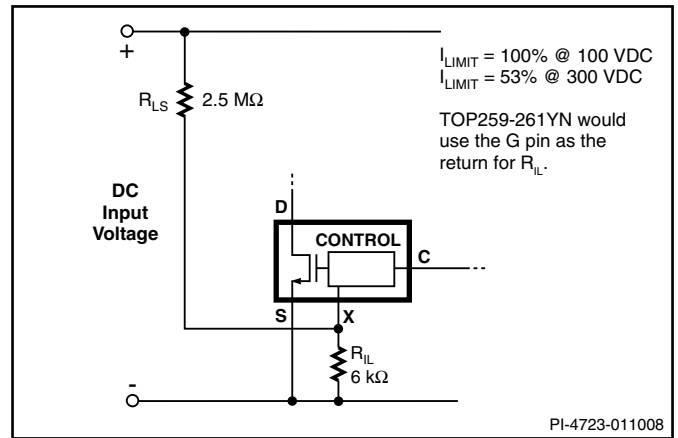 +
I_LIMIT = 100% @ 100 VDC
I_LIMIT = 53% @ 300 VDC
TOP259-261YN would
use the G pin as the
return for R_IL.
R_LS 2.5 MΩ
DC
Input
Voltage
D
CONTROL
C
S
X
R_IL
6 kΩ
-
PI-4723-011008